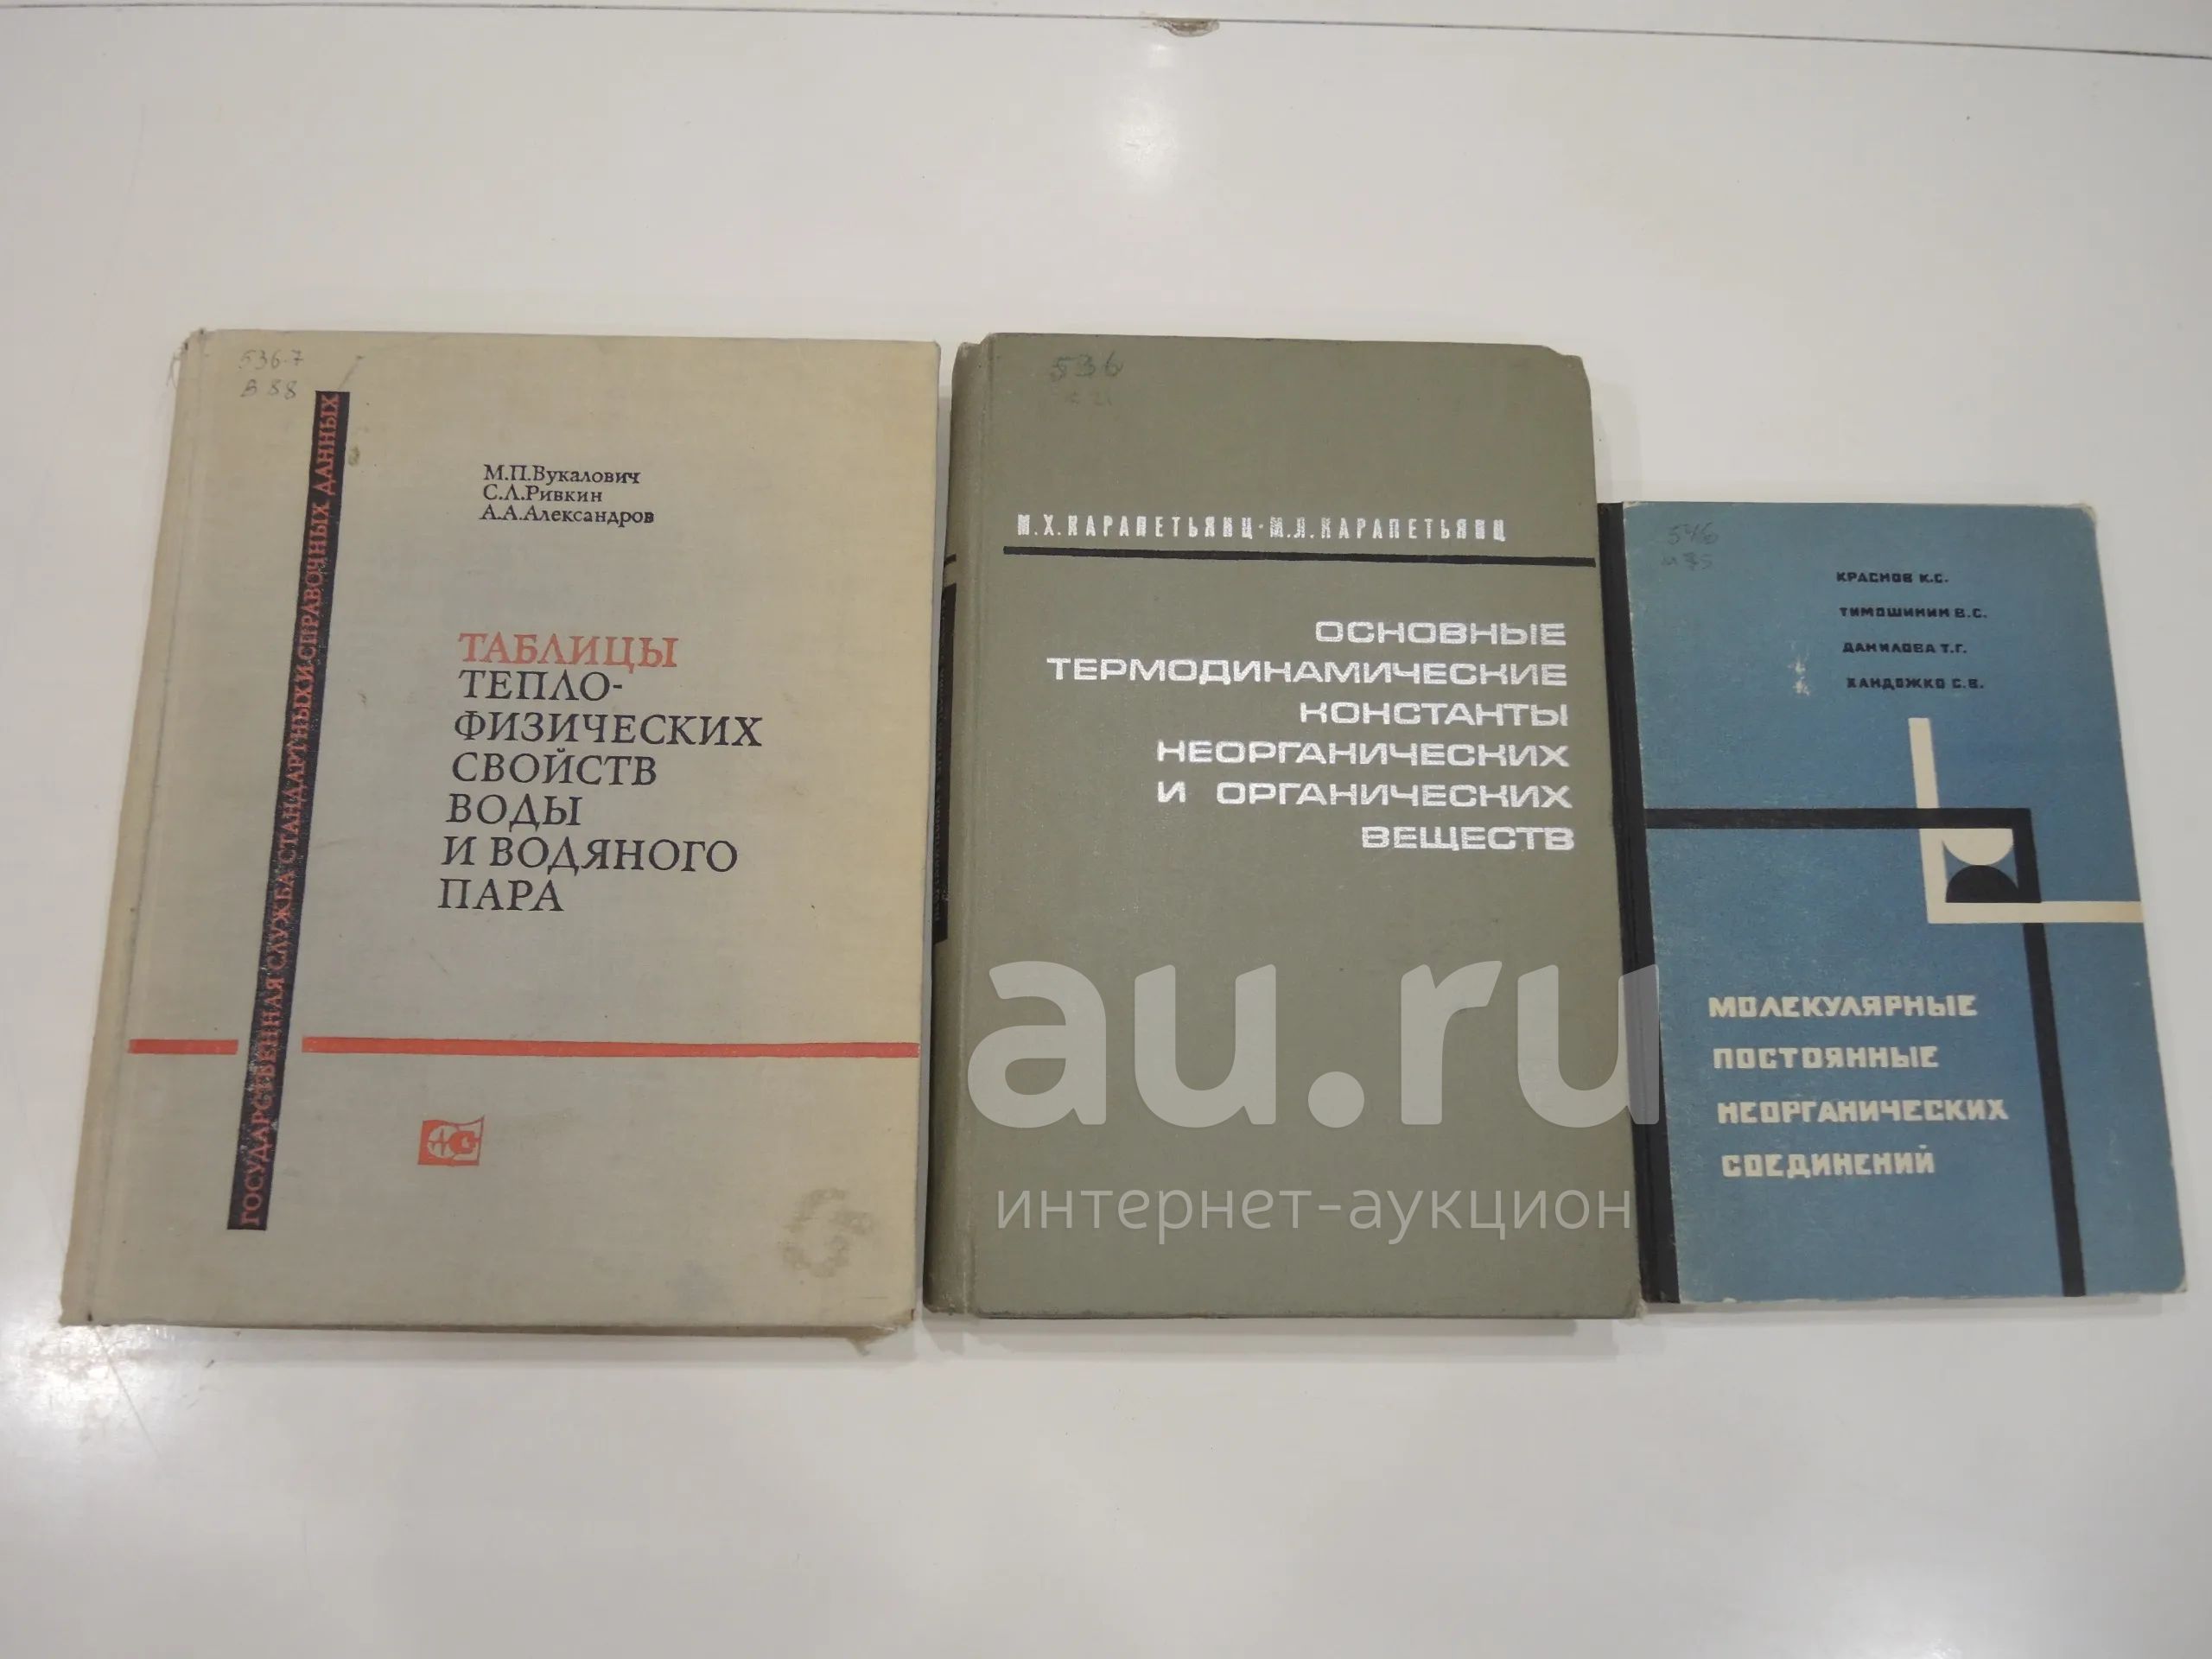 536.7
В 88
ГОСУДАРСТВЕННАЯ СЛУЖБА СТАНДАРТНЫХ И СПРАВОЧНЫХ ДАННЫХ
М.П.Вукалович
С.Л.Ривкин
А.А.Александров
ТАБЛИЦЫ
ТЕПЛО-
ФИЗИЧЕСКИХ
СВОЙСТВ
ВОДЫ
И ВОДЯНОГО
ПАРА
536
М.Х.КАРАПЕТЬЯНЦ·М.Л.КАРАПЕТЬЯНЦ
ОСНОВНЫЕ
ТЕРМОДИНАМИЧЕСКИЕ
КОНСТАНТЫ
НЕОРГАНИЧЕСКИХ
И ОРГАНИЧЕСКИХ
ВЕЩЕСТВ
546
М 75
КРАСНОВ К.С.
ТИМОШИНИН В.С.
ДАНИЛОВА Т.Г.
ХАНДОЖКО С.В.
МОЛЕКУЛЯРНЫЕ
ПОСТОЯННЫЕ
НЕОРГАНИЧЕСКИХ
СОЕДИНЕНИЙ
au.ru
интернет-аукцион